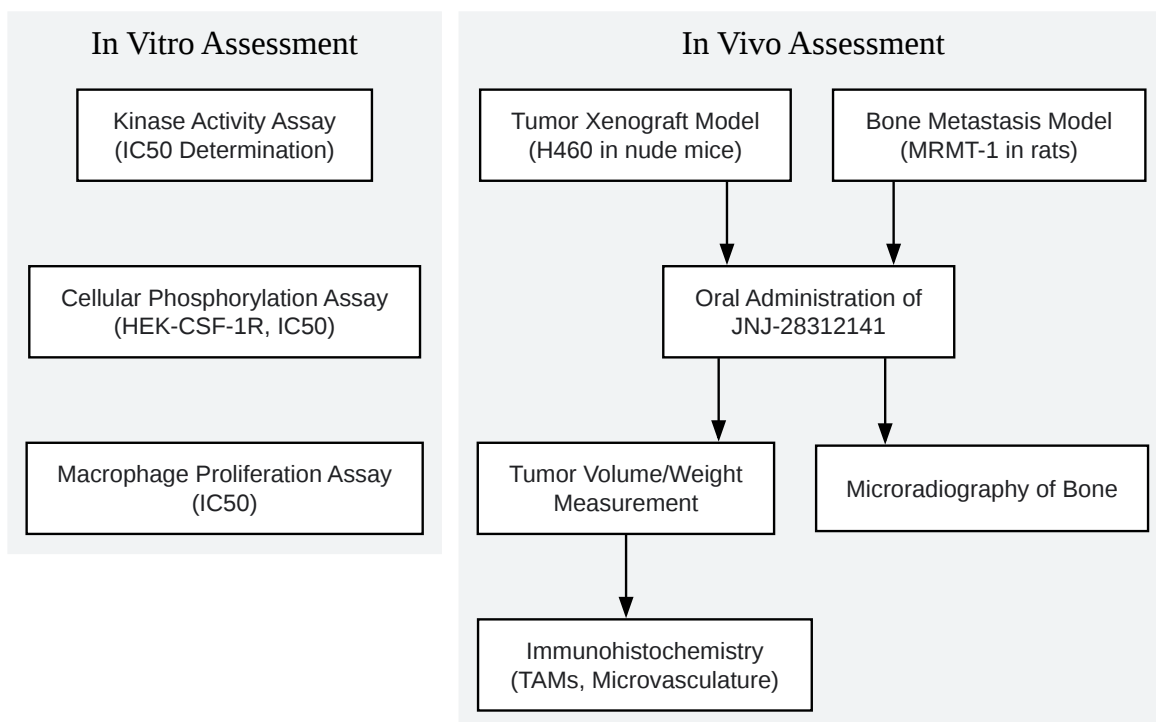 In Vitro Assessment
Kinase Activity Assay
(IC50 Determination)
Cellular Phosphorylation Assay
(HEK-CSF-1R, IC50)
Macrophage Proliferation Assay
(IC50)
In Vivo Assessment
Tumor Xenograft Model
(H460 in nude mice)
Bone Metastasis Model
(MRMT-1 in rats)
Oral Administration of
JNJ-28312141
Tumor Volume/Weight
Measurement
Microradiography of Bone
Immunohistochemistry
(TAMs, Microvasculature)